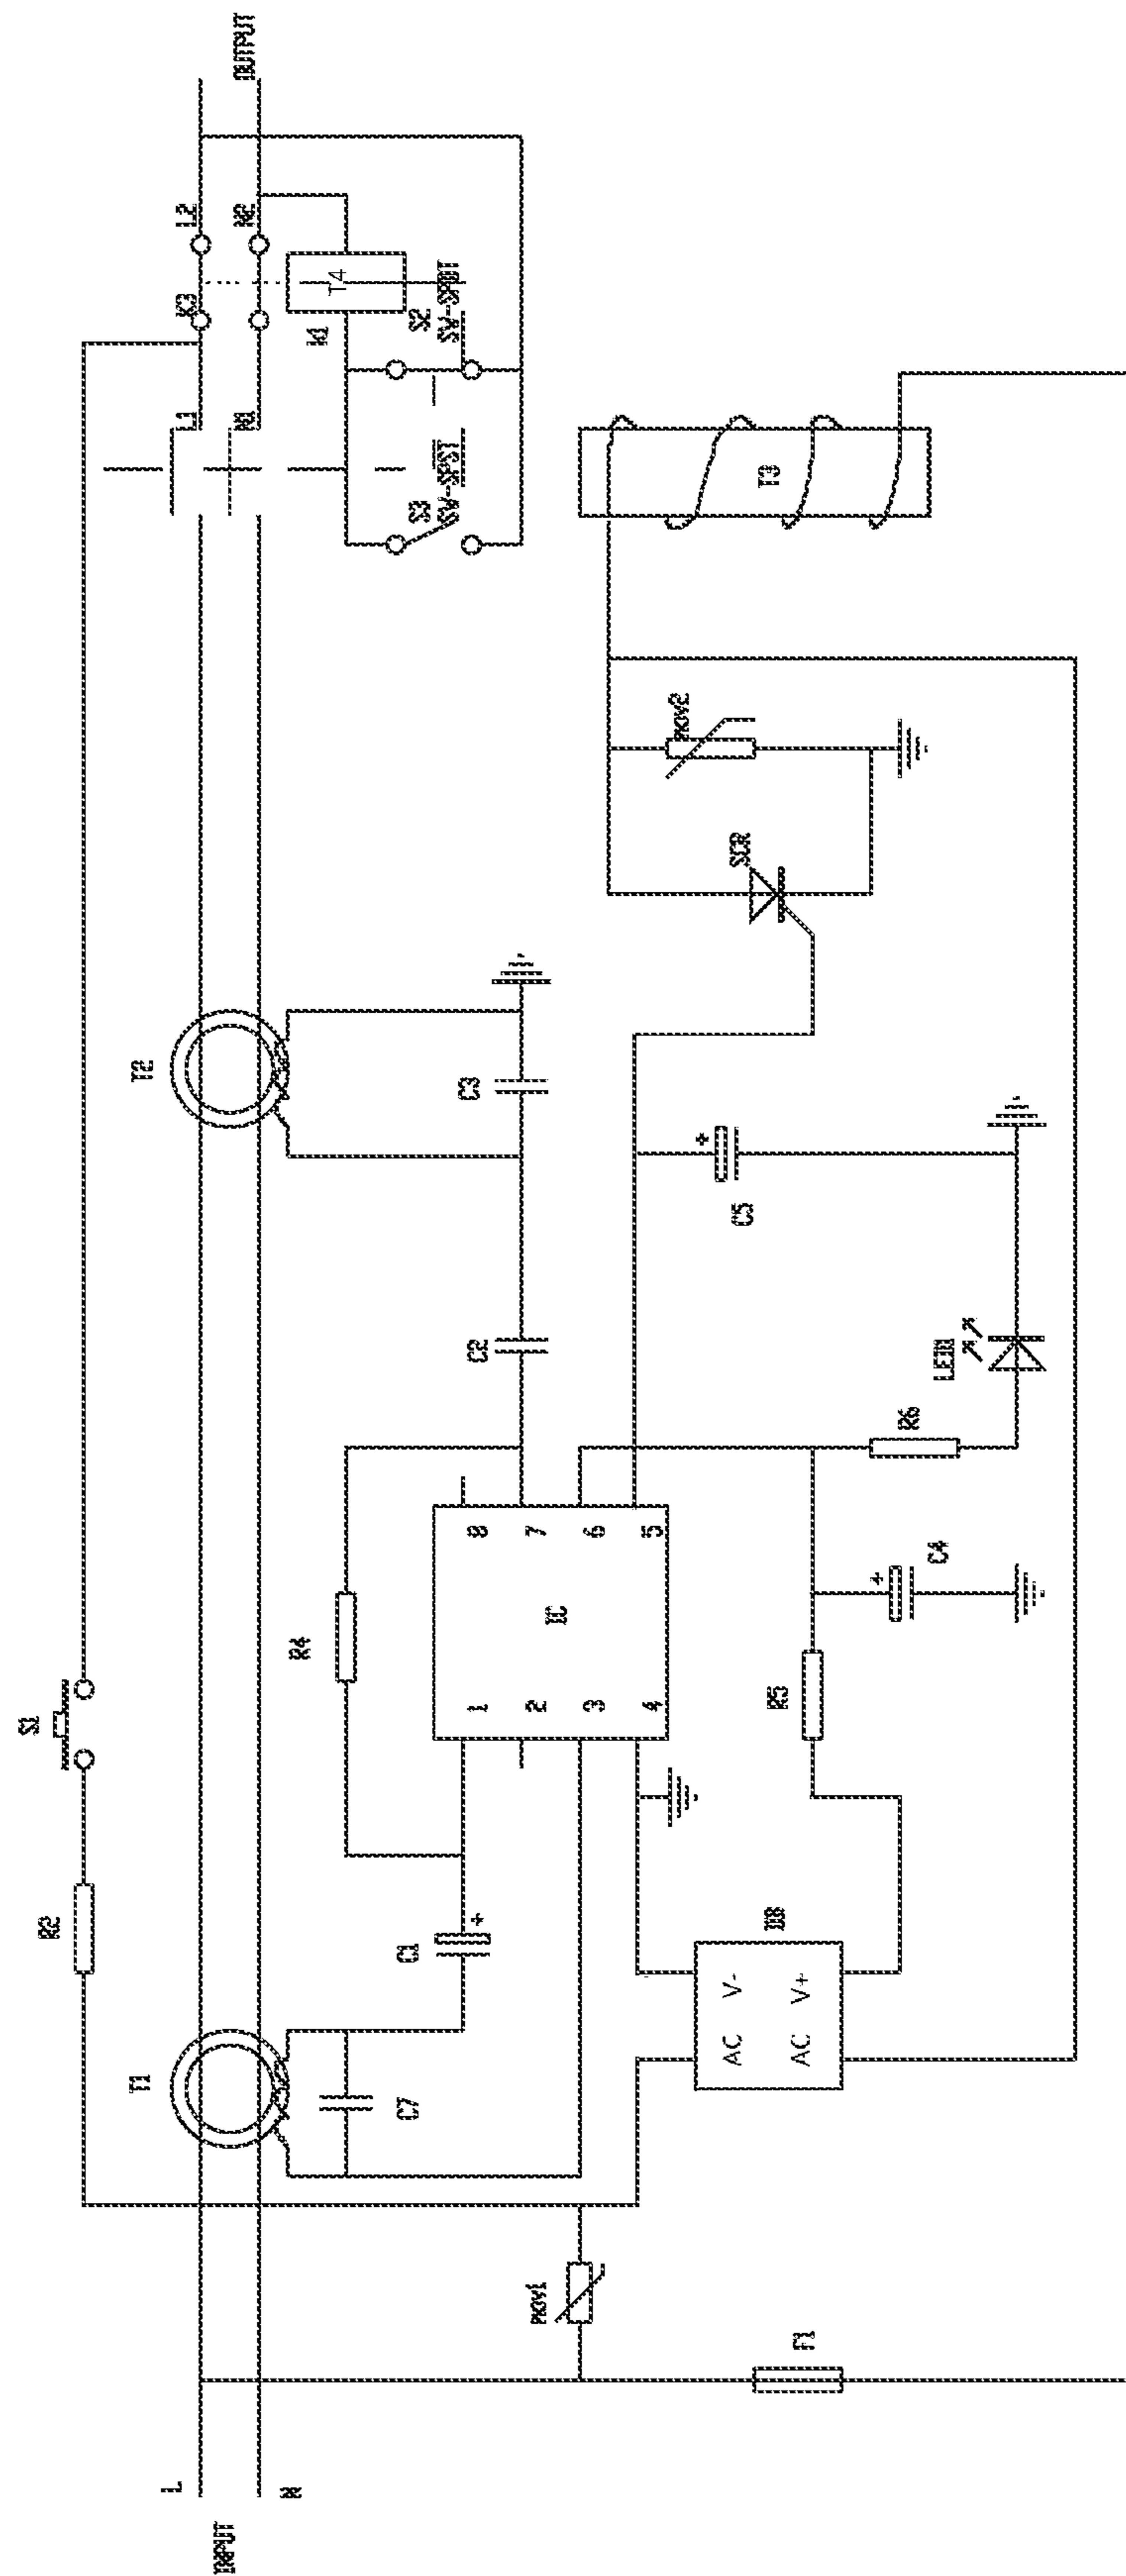 INPUT
L
N
OUTPUT
S1
R2
T1
T2
C7
C1
R4
IC
1
2
3
4
8
7
6
5
C2
C3
L1
N1
K3
L2
N2
T4
S2
SW-SPDT
S3
SW-SPST
T3
MOV2
SCR
C5
LED
R6
C4
R5
DB
AC V-
AC V+
MOV1
F1